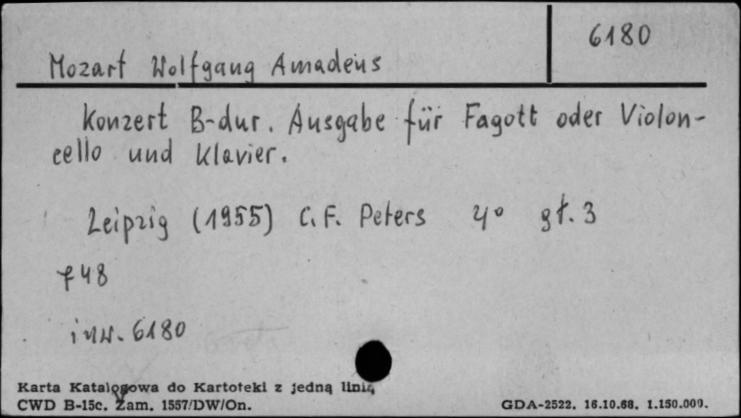 6180
Mozart Wolfgang Amadeus
Konzert B-dur. Ausgabe für Fagott oder Violon-
cello und Klavier.
Leipzig (1955) C.F. Peters 4° gł. 3
748
inw. 6180
Karta Katalogowa do Kartoteki z jedną linią
CWD B-15c. Zam. 1557/DW/On.
GDA-2522. 16.10.68. 1.150.000.